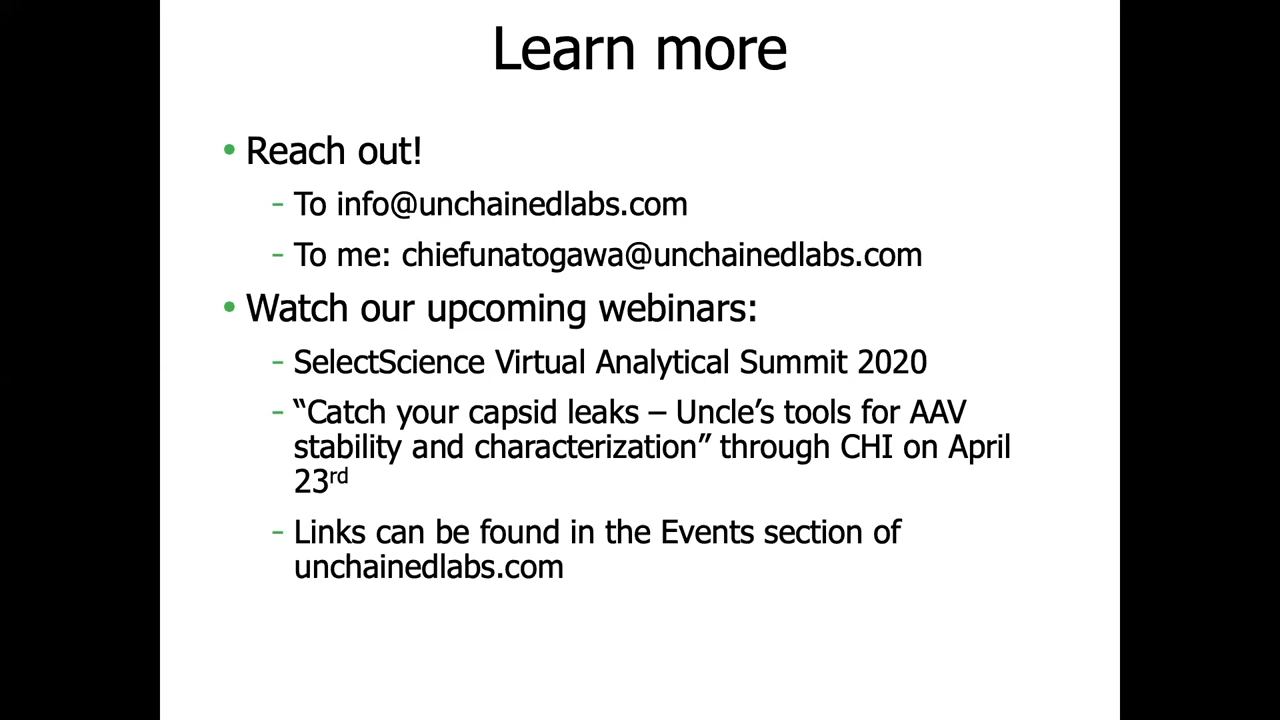 Learn more
• Reach out!
- To info@unchainedlabs.com
- To me: chiefunatogawa@unchainedlabs.com
• Watch our upcoming webinars:
- SelectScience Virtual Analytical Summit 2020
- “Catch your capsid leaks – Uncle’s tools for AAV
stability and characterization” through CHI on April
23rd
- Links can be found in the Events section of
unchainedlabs.com